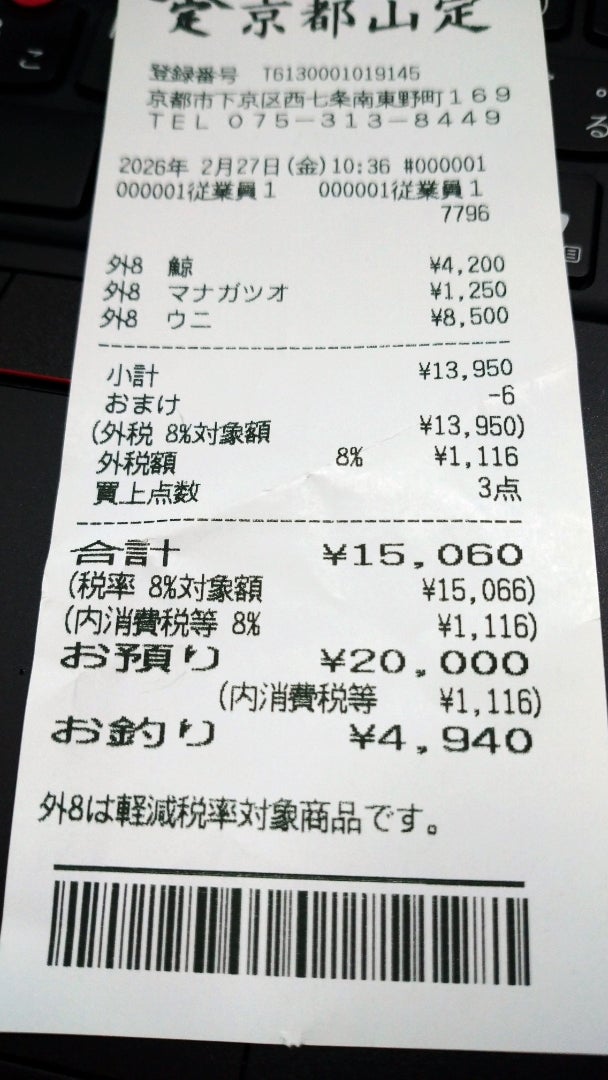 定 京都山定
登録番号 T6130001019145
京都市下京区西七条南東野町169
TEL 075-313-8449
2026年 2月27日(金)10:36 #000001
000001従業員1 000001従業員1
7796
外8 鯨 ¥4,200
外8 マナガツオ ¥1,250
外8 ウニ ¥8,500
小計 ¥13,950
おまけ -6
(外税 8%対象額 ¥13,950)
外税額 8% ¥1,116
買上点数 3点
合計 ¥15,060
(税率 8%対象額 ¥15,066)
(内消費税等 8% ¥1,116)
お預り ¥20,000
(内消費税等 ¥1,116)
お釣り ¥4,940
外8は軽減税率対象商品です。
こ
。
る